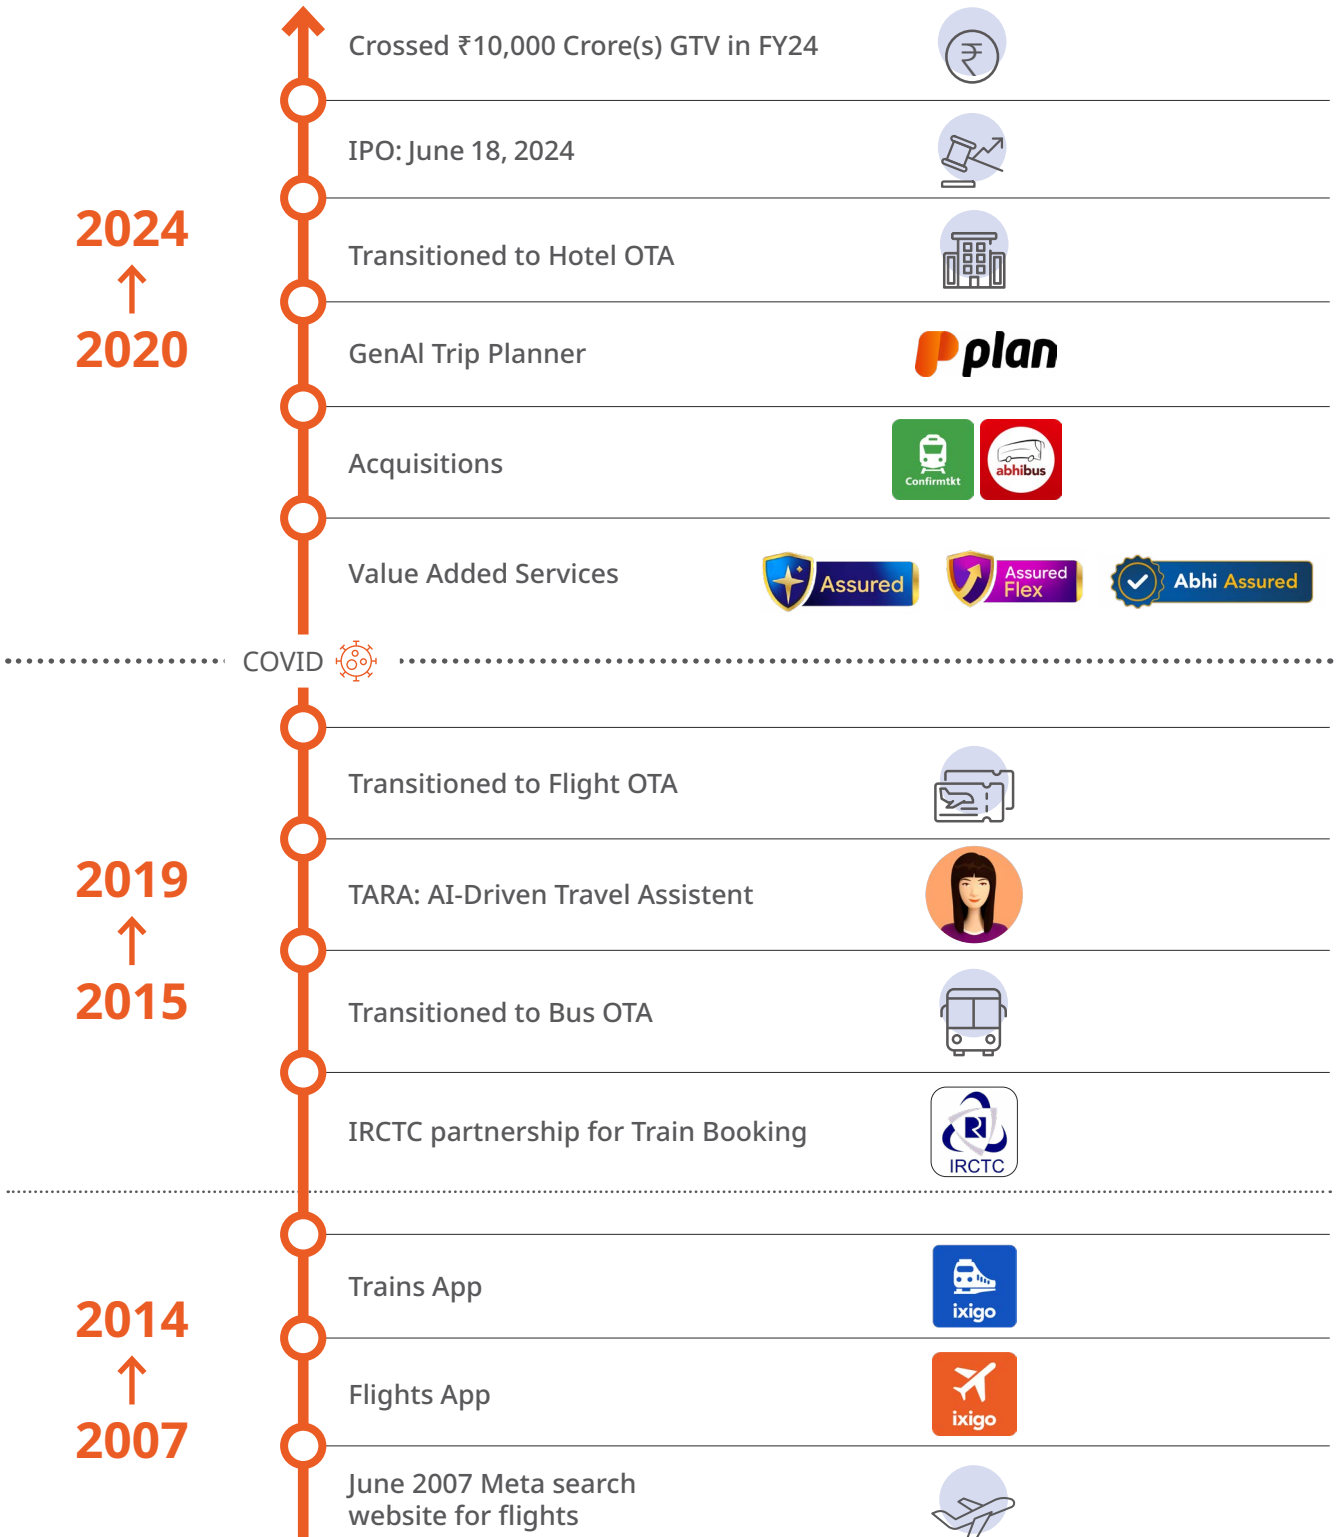 Crossed ₹10,000 Crore(s) GTV in FY24
IPO: June 18, 2024
2024
2020
Transitioned to Hotel OTA
GenAl Trip Planner
plan
Acquisitions
Confirmtkt
abhibus
Value Added Services
Assured
Assured
Flex
Abhi Assured
COVID
2019
2015
Transitioned to Flight OTA
TARA: AI-Driven Travel Assistent
Transitioned to Bus OTA
IRCTC partnership for Train Booking
IRCTC
2014
2007
Trains App
ixigo
Flights App
ixigo
June 2007 Meta search
website for flights